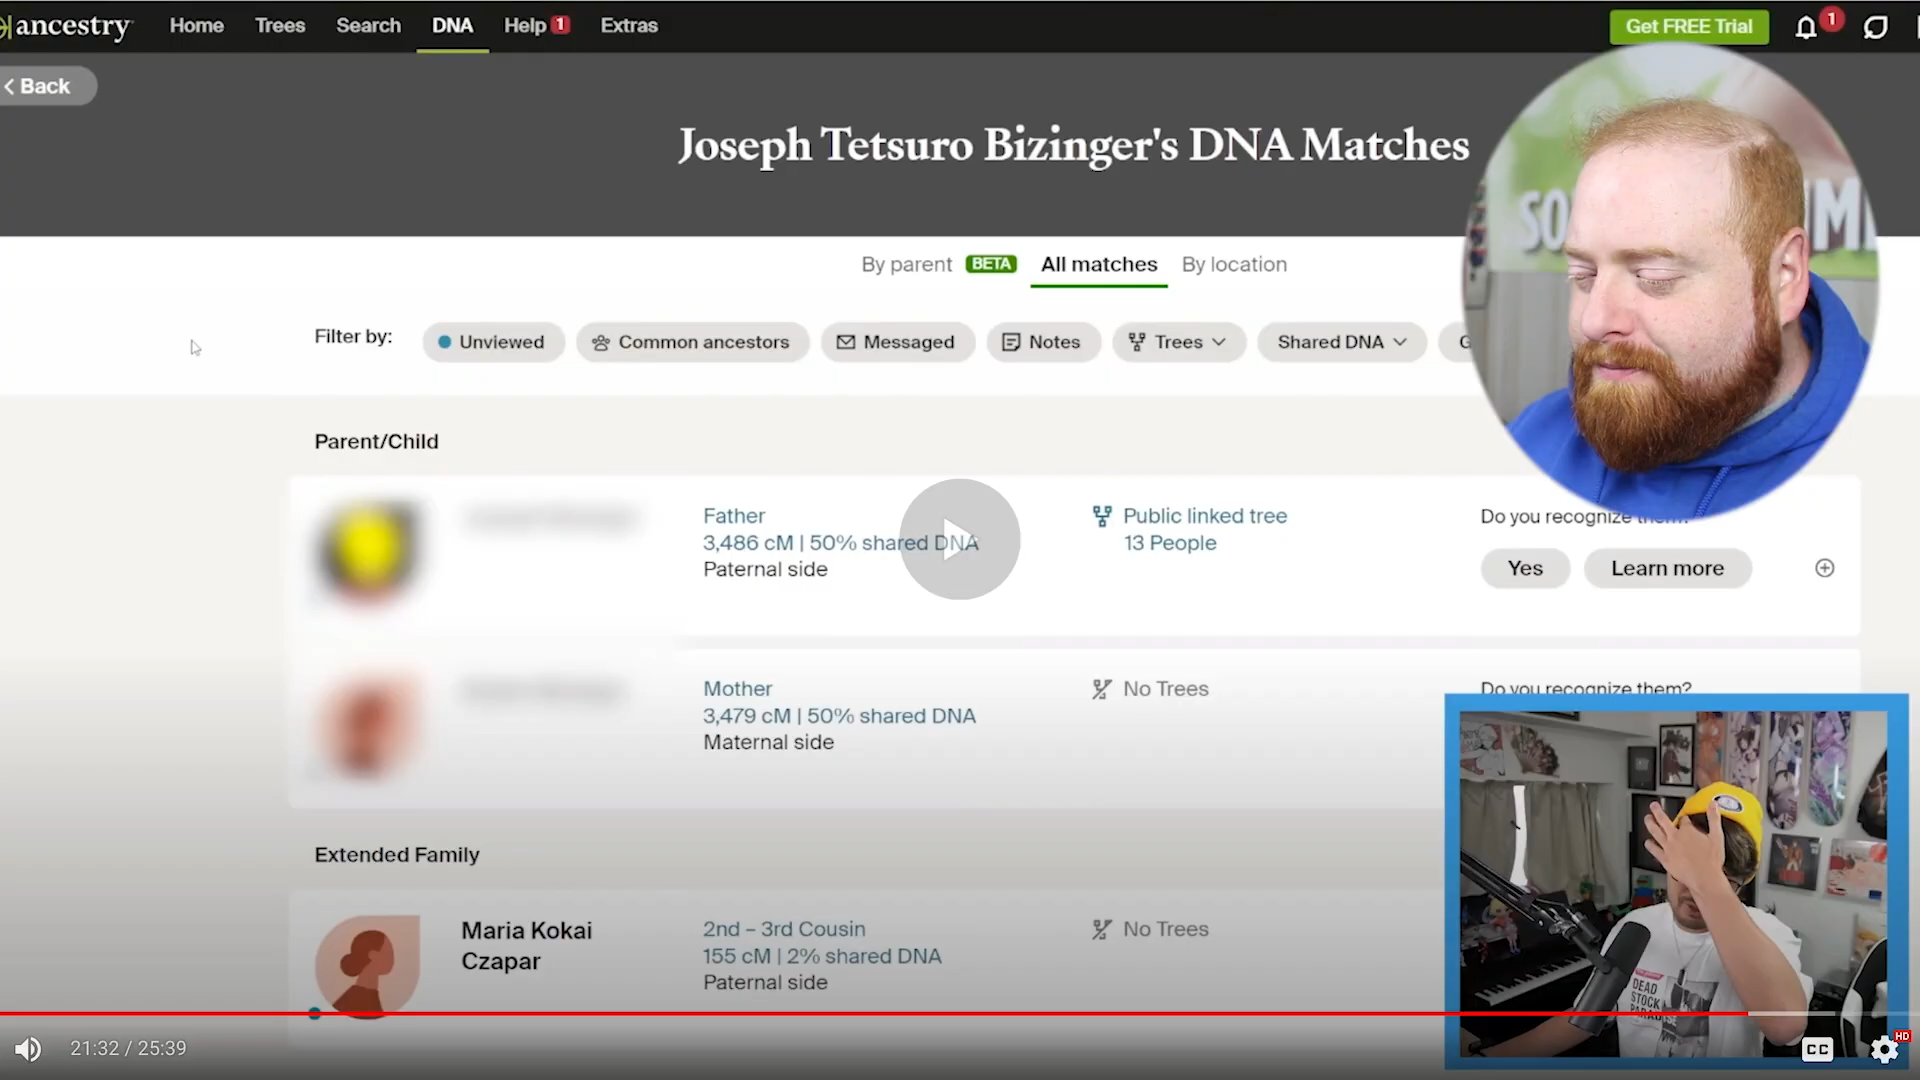 ancestry
Home Trees Search DNA Help 1 Extras
Get FREE Trial
1
Back
Joseph Tetsuro Bizinger's DNA Matches
By parent BETA All matches By location
Filter by: Unviewed Common ancestors Messaged Notes Trees Shared DNA
Parent/Child
Father
3,486 cM | 50% shared DNA
Paternal side
Public linked tree
13 People
Do you recognize them?
Yes Learn more
Mother
3,479 cM | 50% shared DNA
Maternal side
No Trees
Do you recognize them?
Extended Family
Maria Kokai
Czapar
2nd – 3rd Cousin
155 cM | 2% shared DNA
Paternal side
No Trees
DEAD
STOCK
21:32 / 25:39
CC
HD